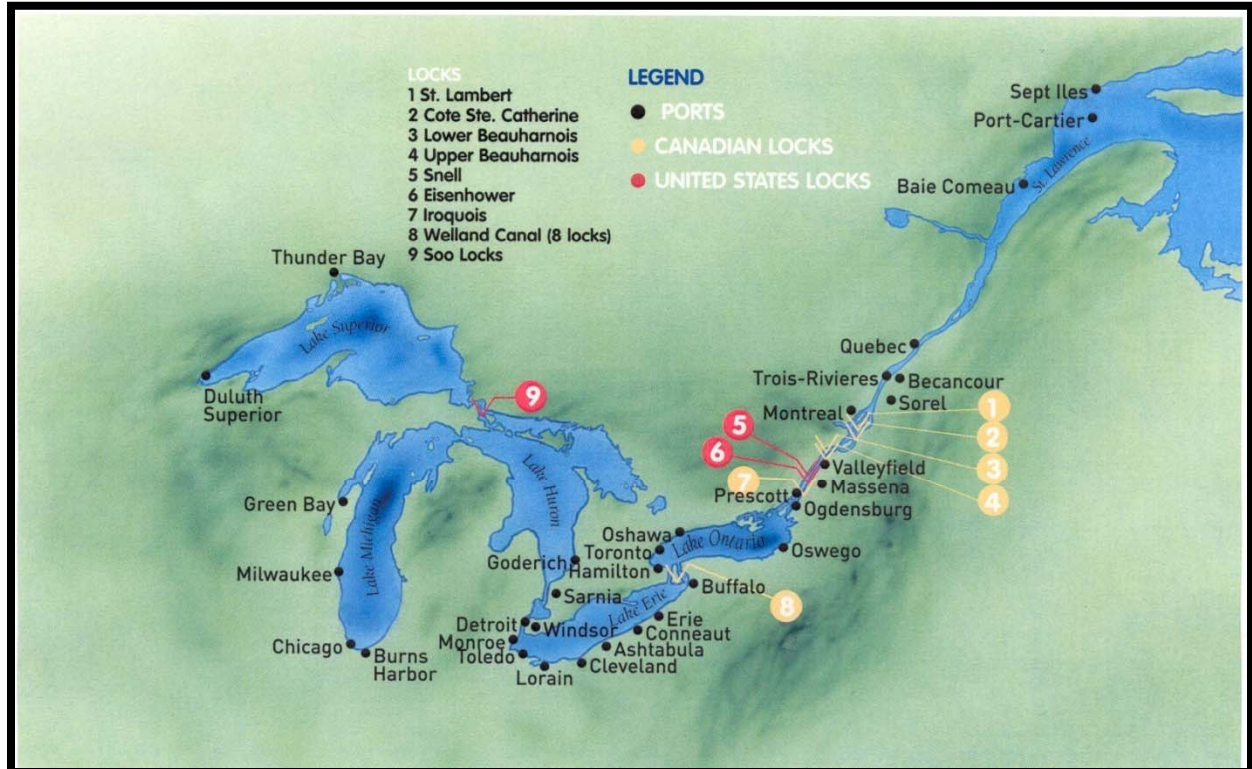 LOCKS
1 St. Lambert
2 Cote Ste. Catherine
3 Lower Beauharnois
4 Upper Beauharnois
5 Snell
6 Eisenhower
7 Iroquois
8 Welland Canal (8 locks)
9 Soo Locks
LEGEND
PORTS
CANADIAN LOCKS
UNITED STATES LOCKS
Sept Iles
Port-Cartier
St. Lawrence
Baie Comeau
Thunder Bay
Lake Superior
Duluth
Superior
9
Quebec
Trois-Rivieres
Becancour
Sorel
Montreal
1
2
3
4
5
6
7
Valleyfield
Massena
Prescott
Ogdensburg
Green Bay
Lake Michigan
Lake Huron
Milwaukee
Chicago
Burns
Harbor
Oshawa
Toronto
Lake Ontario
Oswego
Goderich
Hamilton
Buffalo
8
Sarnia
Lake Erie
Detroit
Windsor
Erie
Monroe
Conneaut
Toledo
Ashtabula
Lorain
Cleveland